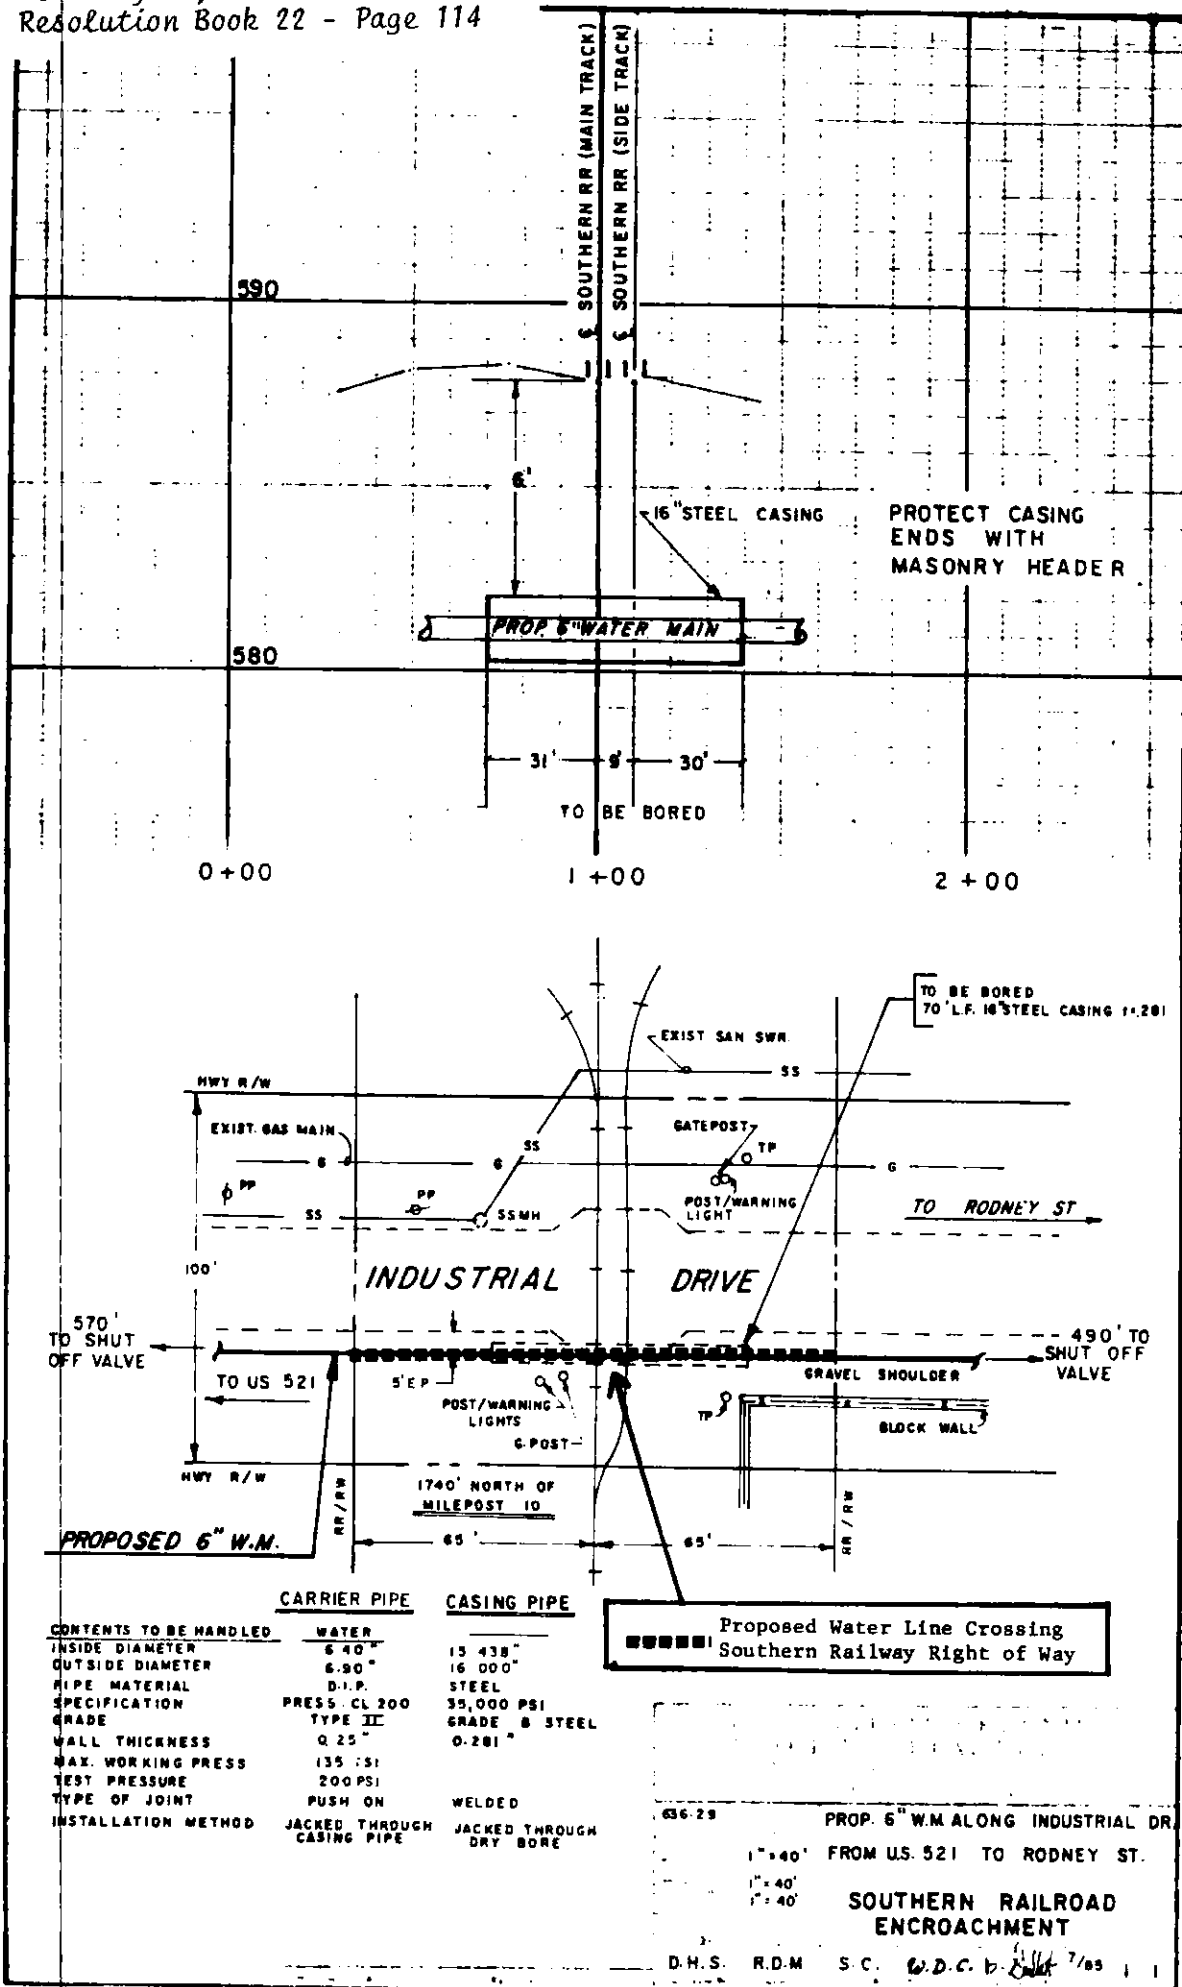 Resolution Book 22 - Page 114
℄ SOUTHERN RR (MAIN TRACK)
℄ SOUTHERN RR (SIDE TRACK)
590
6'
16" STEEL CASING
PROTECT CASING
ENDS WITH
MASONRY HEADER
PROP. 6" WATER MAIN
580
31' 9' 30'
TO BE BORED
0+00 1+00 2+00
TO BE BORED
70' L.F. 16" STEEL CASING
EXIST SAN SWR.
SS
HWY R/W
EXIST. GAS MAIN
SS
GATEPOST
TP
G G G
PP
PP
POST/WARNING
LIGHT
SS
SSMH
TO RODNEY ST
100'
INDUSTRIAL DRIVE
570'
TO SHUT
OFF VALVE
490' TO
SHUT OFF
VALVE
TO US 521
5' E P
GRAVEL SHOULDER
POST/WARNING
LIGHTS
TP
BLOCK WALL
G-POST
HWY R/W
1740' NORTH OF
MILEPOST 10
RR / RW
RR / RW
PROPOSED 6" W.M.
65' 65'
CARRIER PIPE CASING PIPE
CONTENTS TO BE HANDLED WATER
INSIDE DIAMETER 6.40" 15.438"
OUTSIDE DIAMETER 6.90" 16.000"
PIPE MATERIAL D.I.P. STEEL
SPECIFICATION PRESS. CL 200 35,000 PSI
GRADE TYPE II GRADE B STEEL
WALL THICKNESS 0.25" 0.281"
MAX. WORKING PRESS 135 PSI
TEST PRESSURE 200 PSI
TYPE OF JOINT PUSH ON WELDED
INSTALLATION METHOD JACKED THROUGH CASING PIPE JACKED THROUGH DRY BORE
Proposed Water Line Crossing
Southern Railway Right of Way
636-29
PROP. 6" W.M ALONG INDUSTRIAL DR.
1"=40' FROM U.S. 521 TO RODNEY ST.
1"=40'
1"=40'
SOUTHERN RAILROAD
ENCROACHMENT
D.H.S. R.D.M S.C. W.D.C. 7/85 1 1